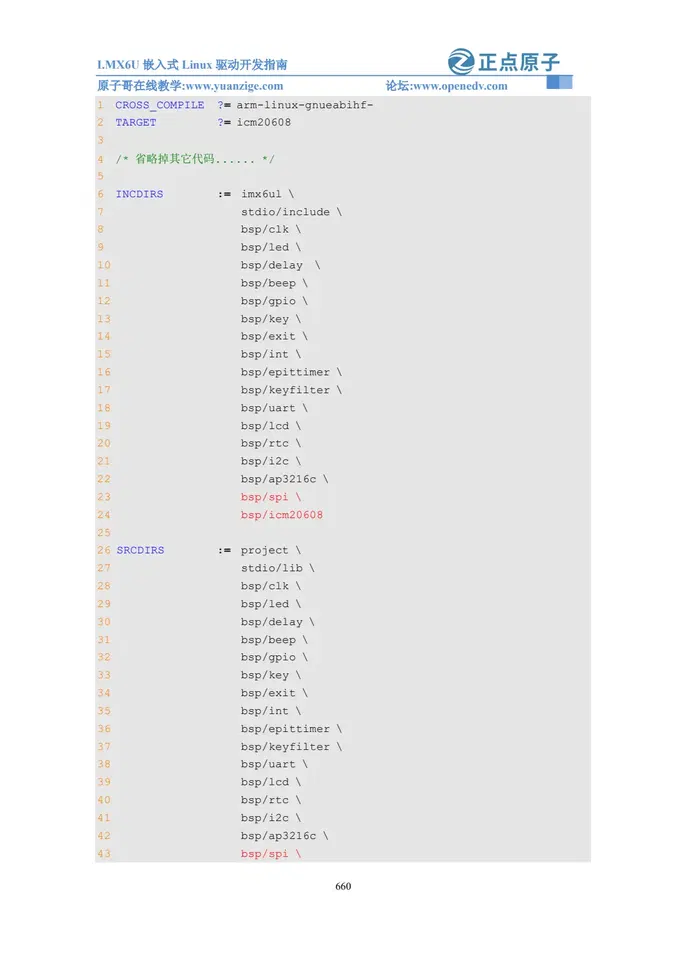 I.MX6U 嵌入式 Linux 驱动开发指南
正点原子
原子哥在线教学:www.yuanzige.com 论坛:www.openedv.com
1 CROSS_COMPILE ?= arm-linux-gnueabihf-
2 TARGET ?= icm20608
3
4 /* 省略掉其它代码...... */
5
6 INCDIRS := imx6ul \
7 stdio/include \
8 bsp/clk \
9 bsp/led \
10 bsp/delay \
11 bsp/beep \
12 bsp/gpio \
13 bsp/key \
14 bsp/exit \
15 bsp/int \
16 bsp/epittimer \
17 bsp/keyfilter \
18 bsp/uart \
19 bsp/lcd \
20 bsp/rtc \
21 bsp/i2c \
22 bsp/ap3216c \
23 bsp/spi \
24 bsp/icm20608
25
26 SRCDIRS := project \
27 stdio/lib \
28 bsp/clk \
29 bsp/led \
30 bsp/delay \
31 bsp/beep \
32 bsp/gpio \
33 bsp/key \
34 bsp/exit \
35 bsp/int \
36 bsp/epittimer \
37 bsp/keyfilter \
38 bsp/uart \
39 bsp/lcd \
40 bsp/rtc \
41 bsp/i2c \
42 bsp/ap3216c \
43 bsp/spi \
660